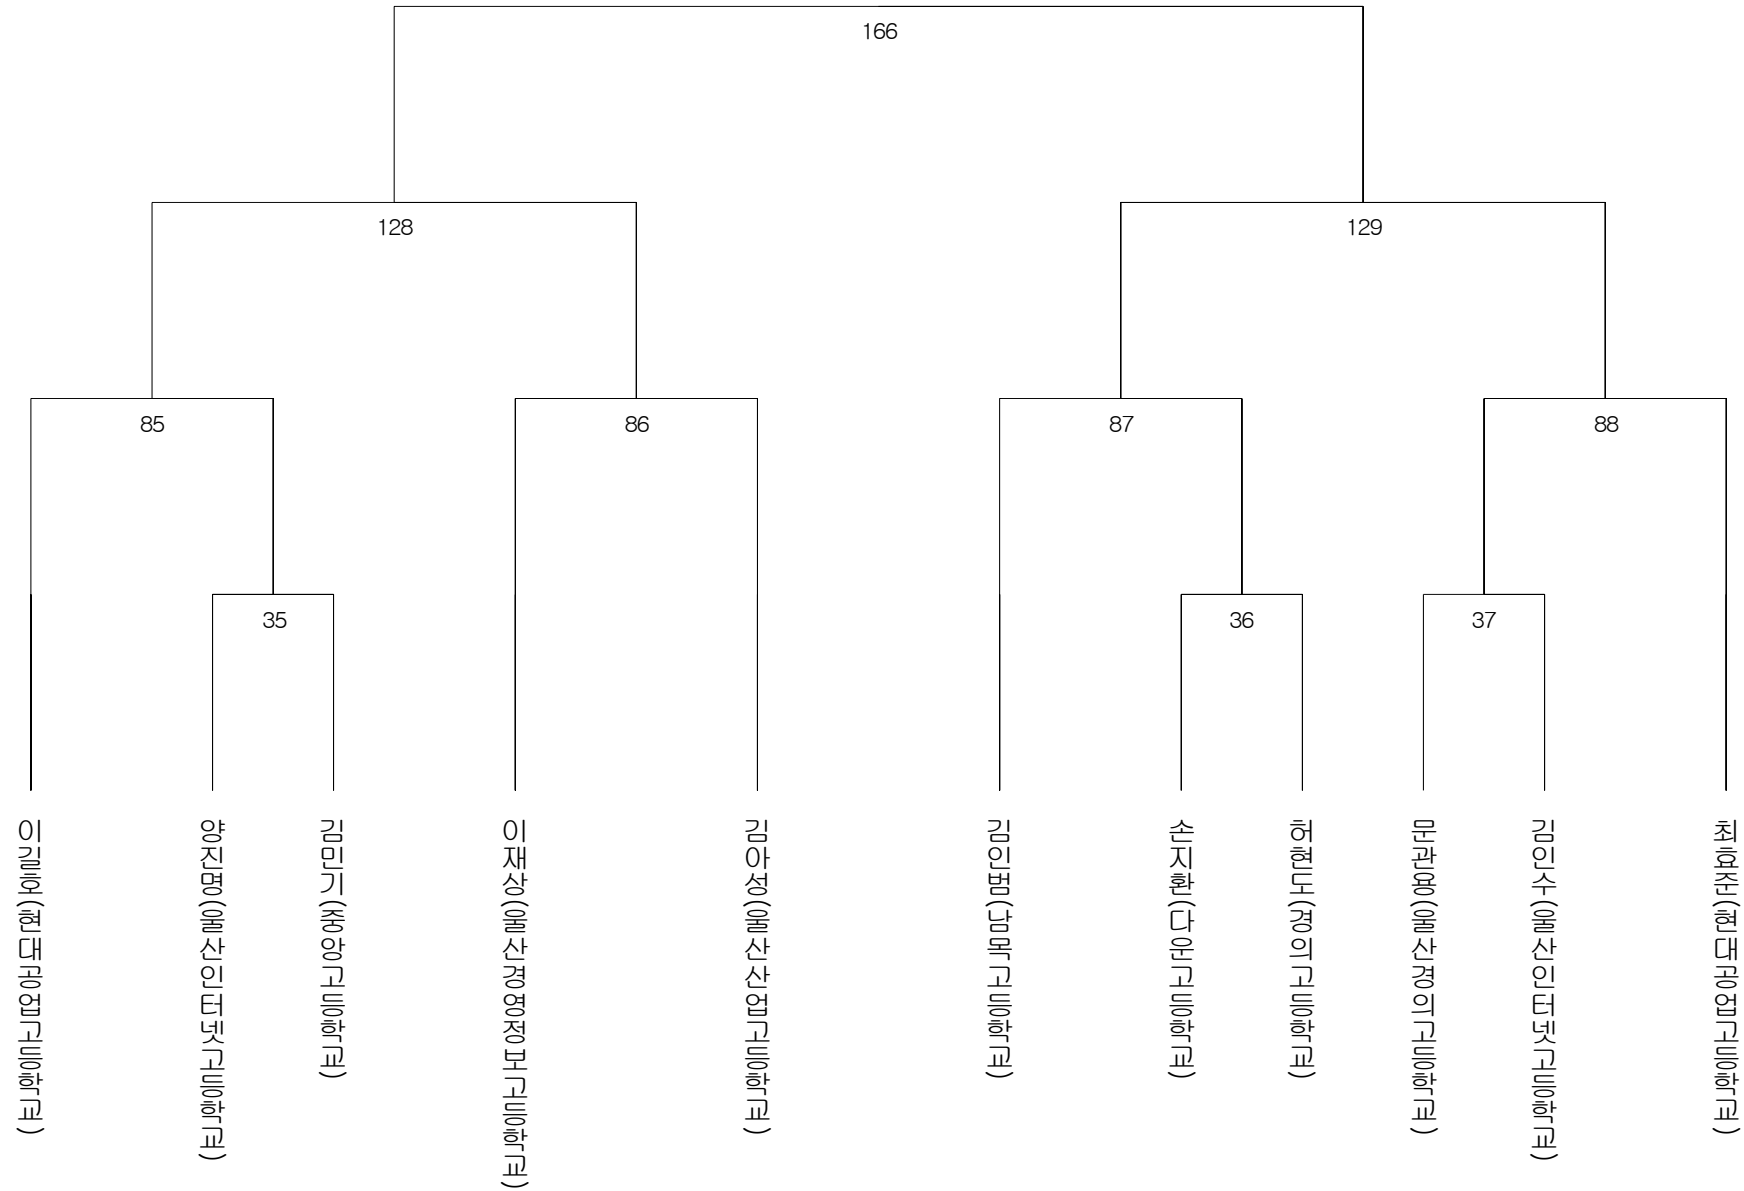 166
128
129
85
86
87
88
35
36
37
이길호(현대공업고등학교)
양진명(울산인터넷고등학교)
김민기(중앙고등학교)
이재상(울산경영정보고등학교)
김아성(울산산업고등학교)
김인범(남목고등학교)
손지환(다운고등학교)
허현도(경의고등학교)
문관용(울산경의고등학교)
김인수(울산인터넷고등학교)
최효준(현대공업고등학교)